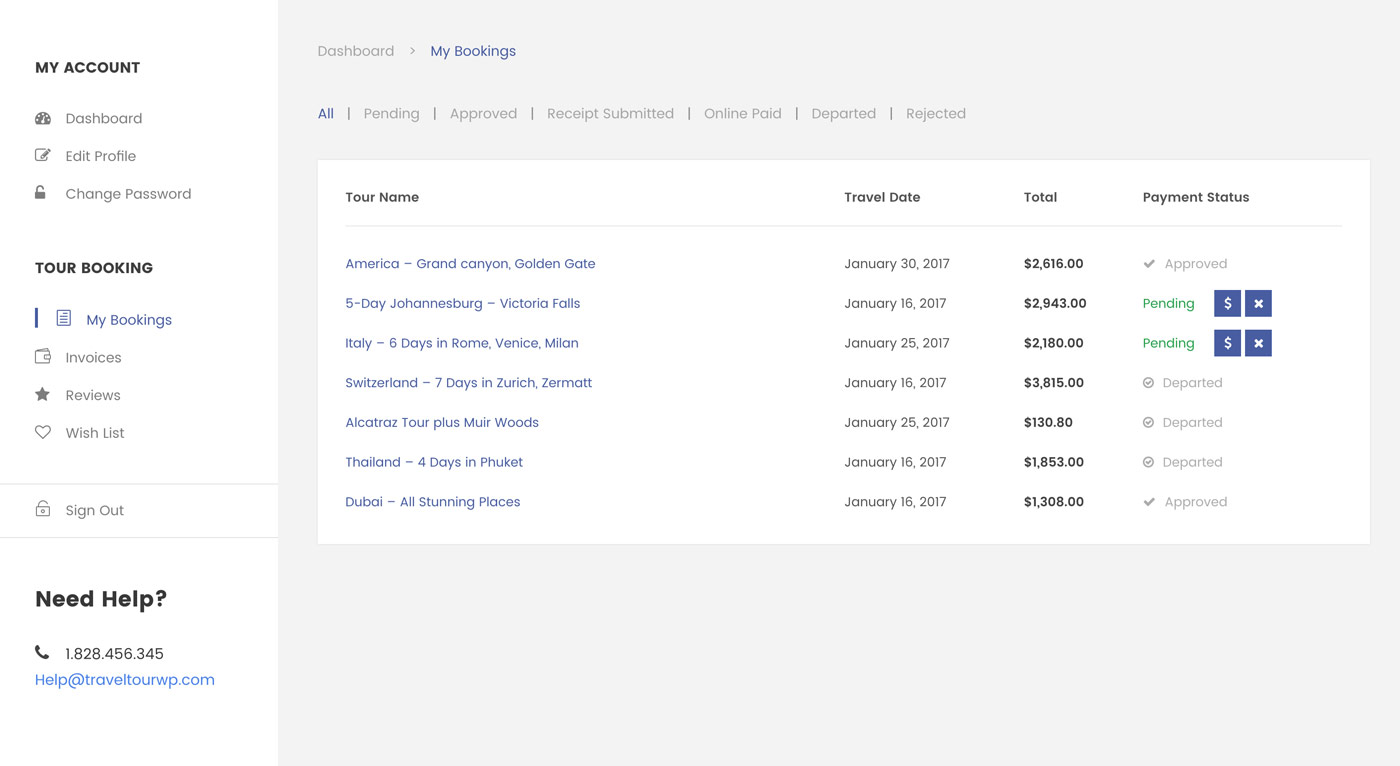 MY ACCOUNT
Dashboard
Edit Profile
Change Password
TOUR BOOKING
My Bookings
Invoices
Reviews
Wish List
Sign Out
Need Help?
1.828.456.345
Help@traveltourwp.com
Dashboard > My Bookings
All | Pending | Approved | Receipt Submitted | Online Paid | Departed | Rejected
Tour Name Travel Date Total Payment Status
America – Grand canyon, Golden Gate January 30, 2017 $2,616.00 Approved
5-Day Johannesburg – Victoria Falls January 16, 2017 $2,943.00 Pending $
Italy – 6 Days in Rome, Venice, Milan January 25, 2017 $2,180.00 Pending $
Switzerland – 7 Days in Zurich, Zermatt January 16, 2017 $3,815.00 Departed
Alcatraz Tour plus Muir Woods January 25, 2017 $130.80 Departed
Thailand – 4 Days in Phuket January 16, 2017 $1,853.00 Departed
Dubai – All Stunning Places January 16, 2017 $1,308.00 Approved